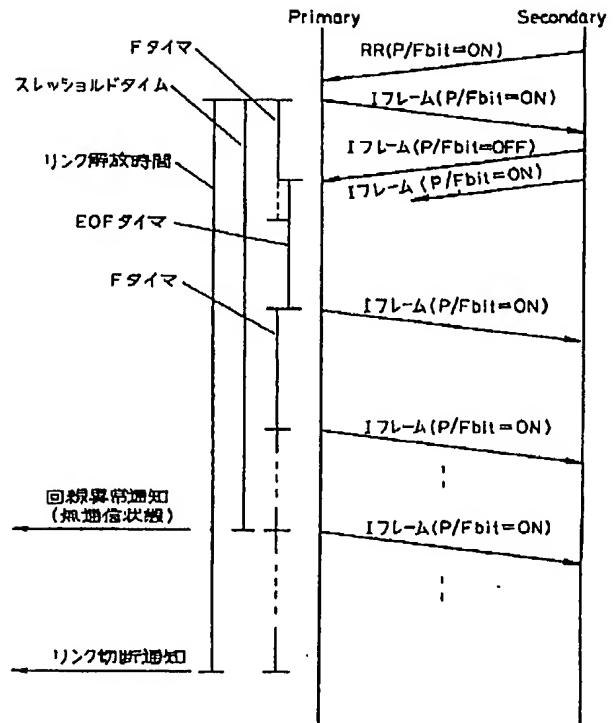 Primary
Secondary
Fタイマ
RR(P/Fbit=ON)
スレッショルドタイム
Iフレーム(P/Fbit=ON)
Iフレーム(P/Fbit=OFF)
リンク解放時間
Iフレーム(P/Fbit=ON)
EOFタイマ
Fタイマ
Iフレーム(P/Fbit=ON)
Iフレーム(P/Fbit=ON)
回線異常通知
(無通信状態)
Iフレーム(P/Fbit=ON)
リンク切断通知